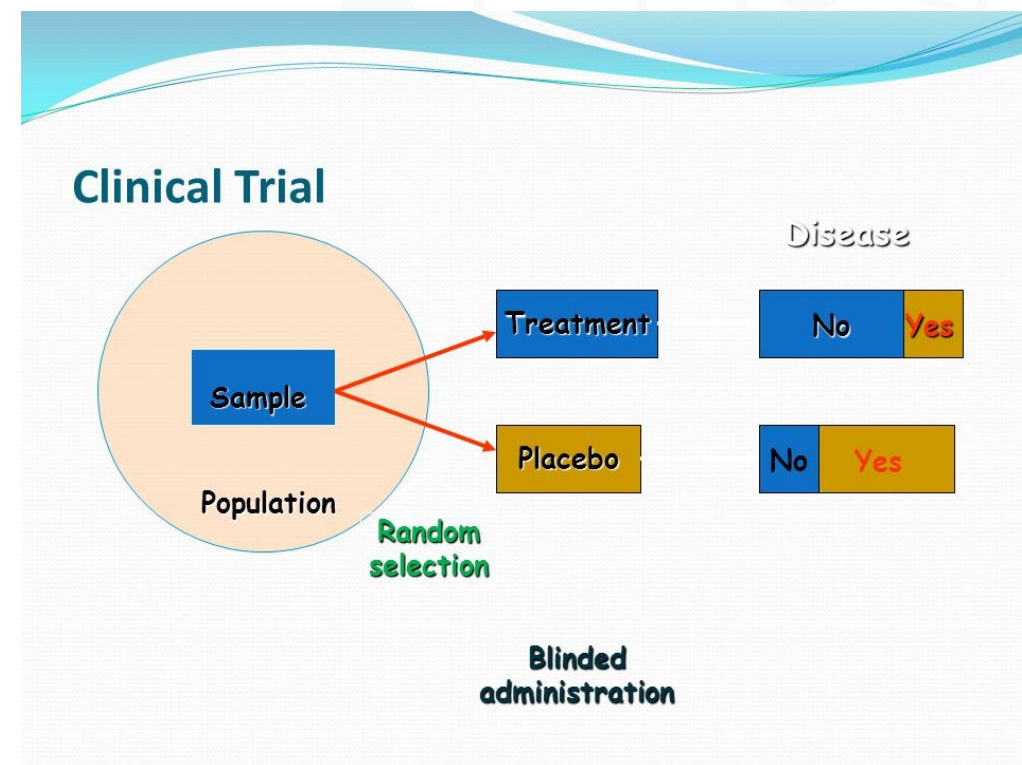 Clinical Trial
Disease
Treatment
No Yes
Sample
Placebo
No Yes
Population
Random
selection
Blinded
administration